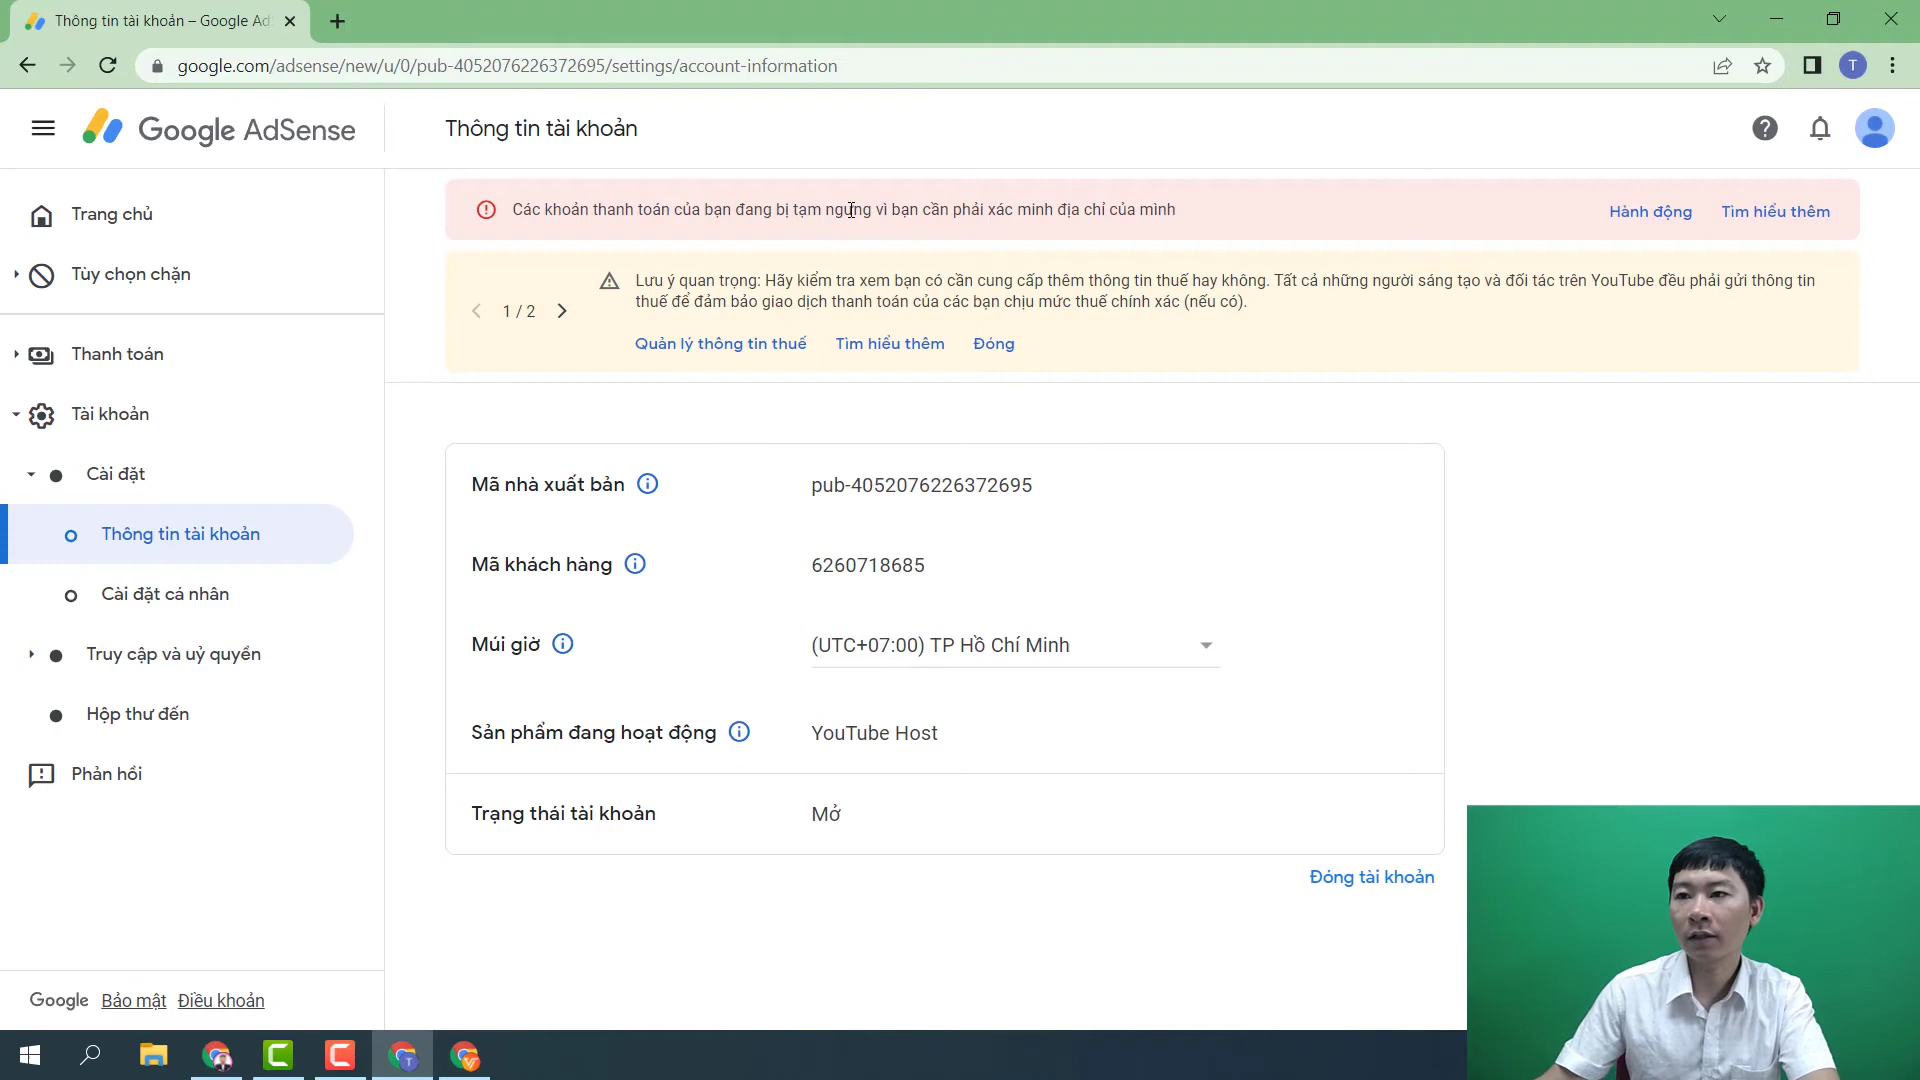 Thông tin tài khoản – Google Ad
google.com/adsense/new/u/0/pub-4052076226372695/settings/account-information
T
Google AdSense
Thông tin tài khoản
Trang chủ
Tùy chọn chặn
Thanh toán
Tài khoản
Cài đặt
Thông tin tài khoản
Cài đặt cá nhân
Truy cập và uỷ quyền
Hộp thư đến
Phản hồi
Google Bảo mật Điều khoản
Các khoản thanh toán của bạn đang bị tạm ngưng vì bạn cần phải xác minh địa chỉ của mình
Hành động Tìm hiểu thêm
1 / 2
Lưu ý quan trọng: Hãy kiểm tra xem bạn có cần cung cấp thêm thông tin thuế hay không. Tất cả những người sáng tạo và đối tác trên YouTube đều phải gửi thông tin
thuế để đảm bảo giao dịch thanh toán của các bạn chịu mức thuế chính xác (nếu có).
Quản lý thông tin thuế Tìm hiểu thêm Đóng
Mã nhà xuất bản pub-4052076226372695
Mã khách hàng 6260718685
Múi giờ (UTC+07:00) TP Hồ Chí Minh
Sản phẩm đang hoạt động YouTube Host
Trạng thái tài khoản Mở
Đóng tài khoản